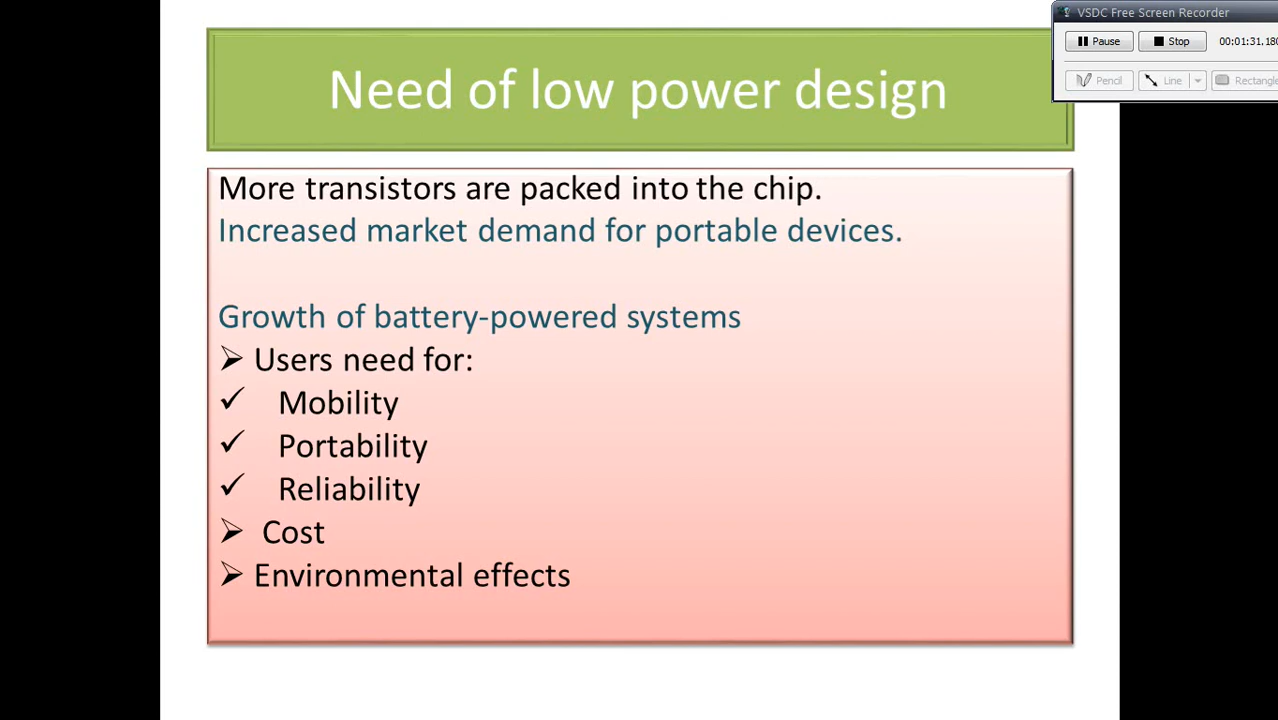 VSDC Free Screen Recorder
Pause Stop 00:01:31,180
Pencil Line Rectangle
Need of low power design
More transistors are packed into the chip.
Increased market demand for portable devices.
Growth of battery-powered systems
Users need for:
Mobility
Portability
Reliability
Cost
Environmental effects